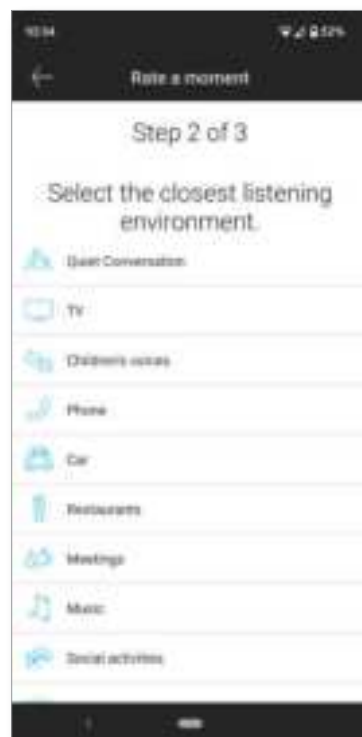 Rate a moment
Step 2 of 3
Select the closest listening
environment.
Quiet Conversation
TV
Children's voices
Phone
Car
Restaurants
Meetings
Music
Social activities